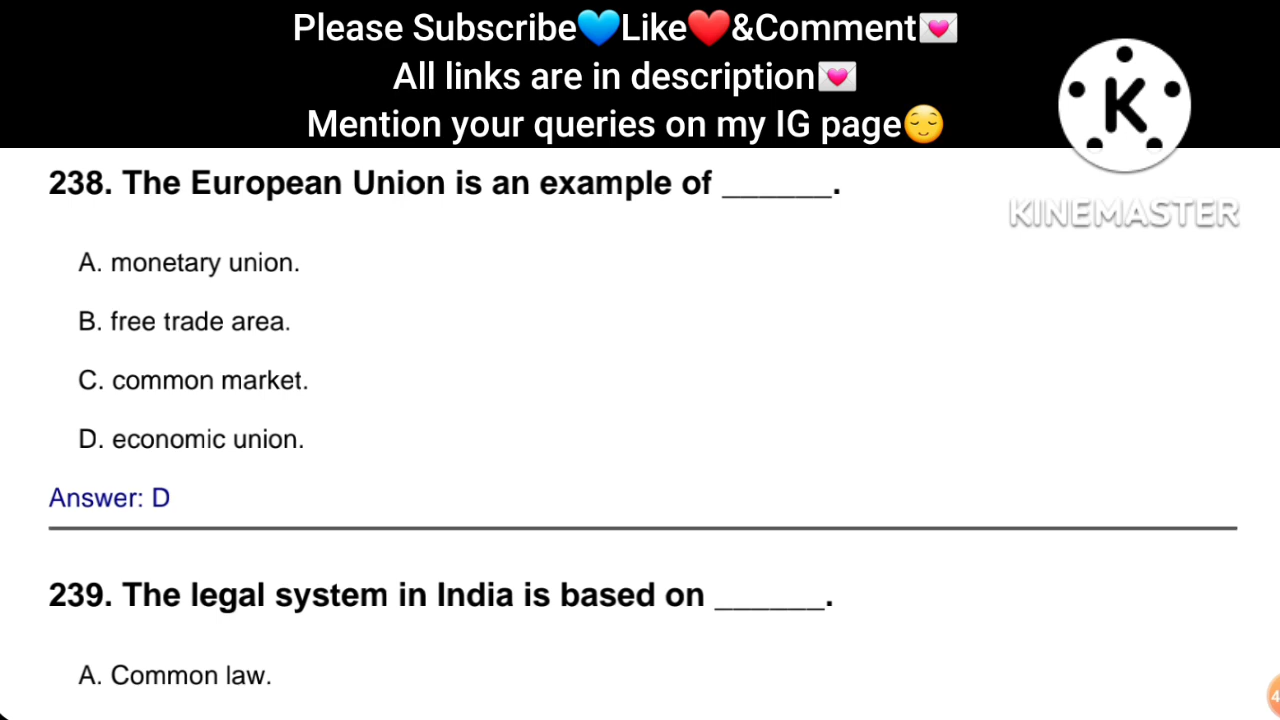 Please Subscribe💙Like❤️&Comment💌
All links are in description💌
Mention your queries on my IG page😌
K
KINEMASTER
238. The European Union is an example of ______.
A. monetary union.
B. free trade area.
C. common market.
D. economic union.
Answer: D
239. The legal system in India is based on ______.
A. Common law.
4